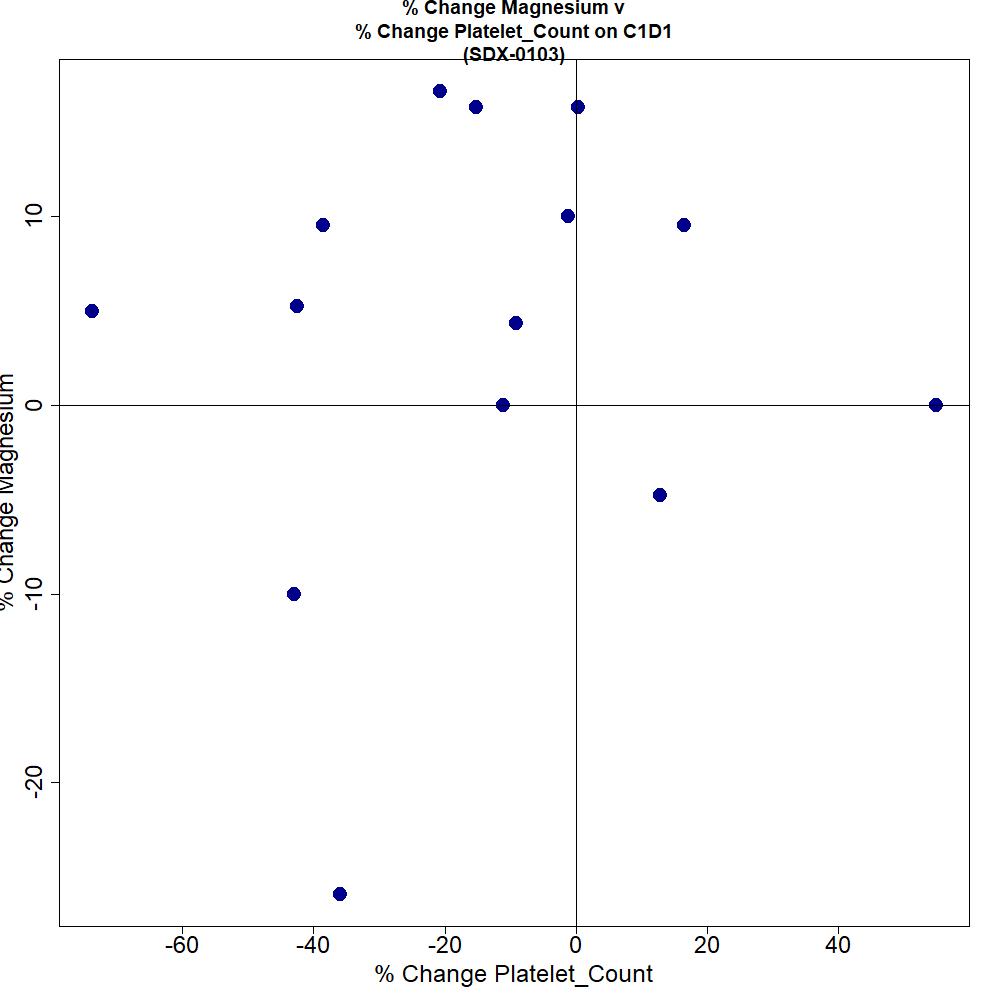 % Change Magnesium v
% Change Platelet_Count on C1D1
(SDX-0103)
% Change Magnesium
10
0
-10
-20
-60
-40
-20
0
20
40
% Change Platelet_Count